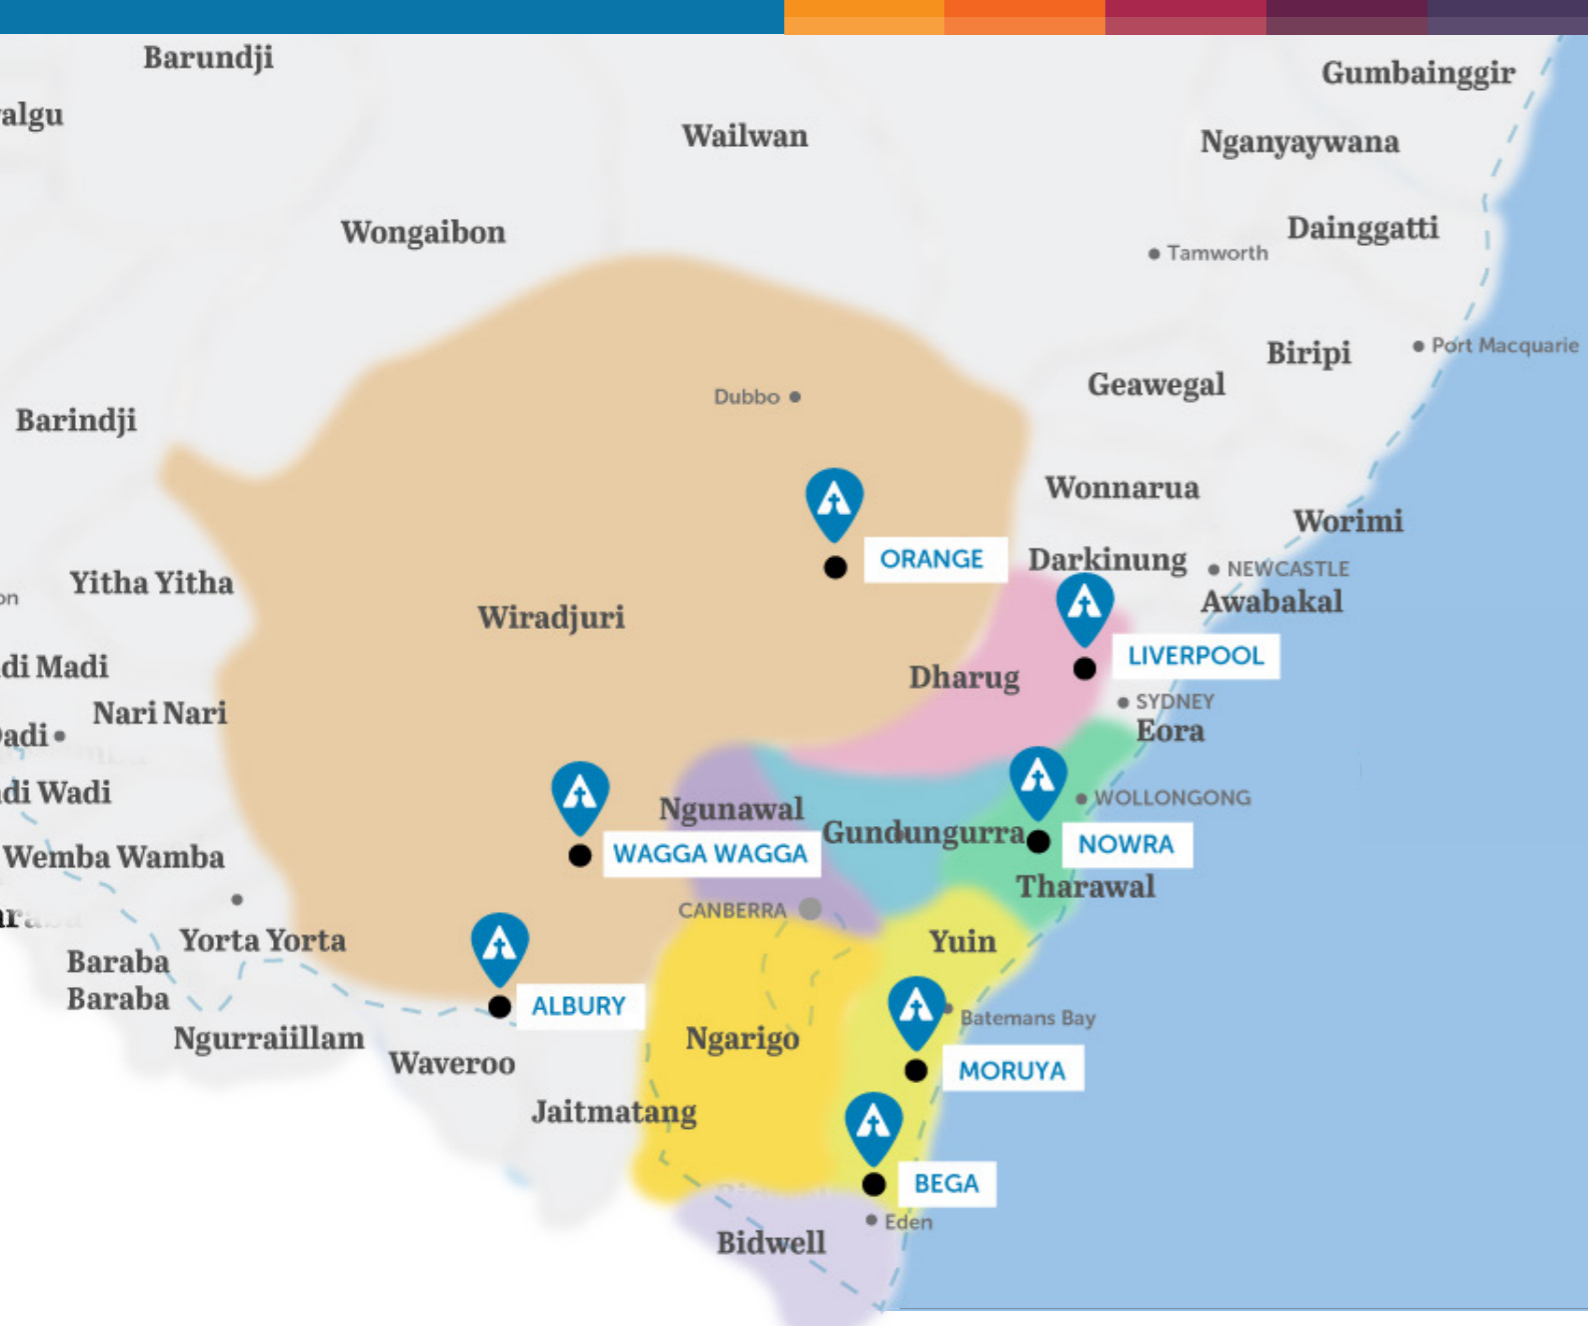 Barundji
Gumbainggir
algu
Wailwan
Nganyaywana
Wongaibon
Dainggatti
Tamworth
Port Macquarie
Biripi
Geawegal
Dubbo
Barindji
Wonnarua
Worimi
ORANGE
Darkinung
NEWCASTLE
Yitha Yitha
on
Awabakal
Wiradjuri
LIVERPOOL
di Madi
Dharug
SYDNEY
Nari Nari
Eora
adi
di Wadi
WOLLONGONG
Ngunawal
Gundungurra
NOWRA
WAGGA WAGGA
Wemba Wamba
Tharawal
CANBERRA
Yorta Yorta
Yuin
Baraba
Baraba
ALBURY
Batemans Bay
Ngurraiillam
Ngarigo
Waveroo
MORUYA
Jaitmatang
BEGA
Eden
Bidwell